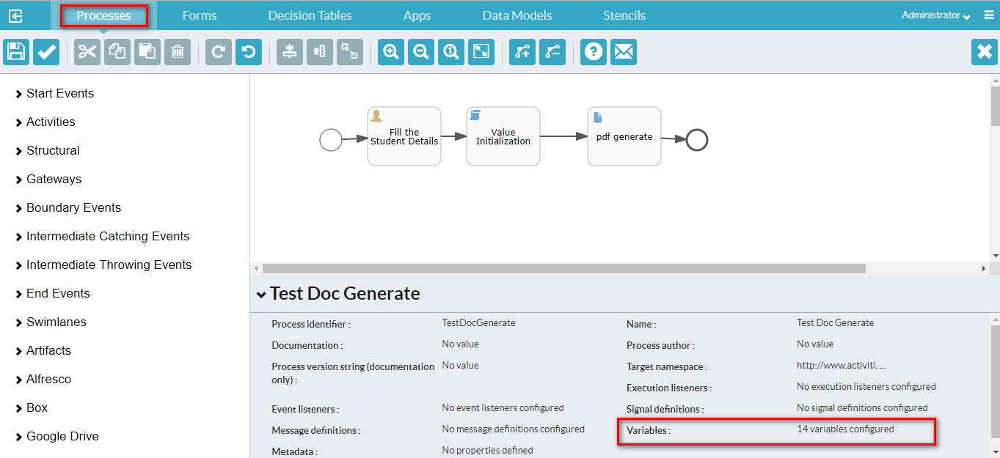 Processes Forms Decision Tables Apps Data Models Stencils Administrator
Start Events
Activities
Structural
Gateways
Boundary Events
Intermediate Catching Events
Intermediate Throwing Events
End Events
Swimlanes
Artifacts
Alfresco
Box
Google Drive
Fill the
Student Details
Value
Initialization
pdf generate
Test Doc Generate
Process identifier : TestDocGenerate Name : Test Doc Generate
Documentation : No value Process author : No value
Process version string (documentation No value Target namespace : http://www.activiti. ...
only) :
Execution listeners : No execution listeners configured
Event listeners : No event listeners configured Signal definitions : No signal definitions configured
Message definitions : No message definitions configured Variables : 14 variables configured
Metadata : No properties defined